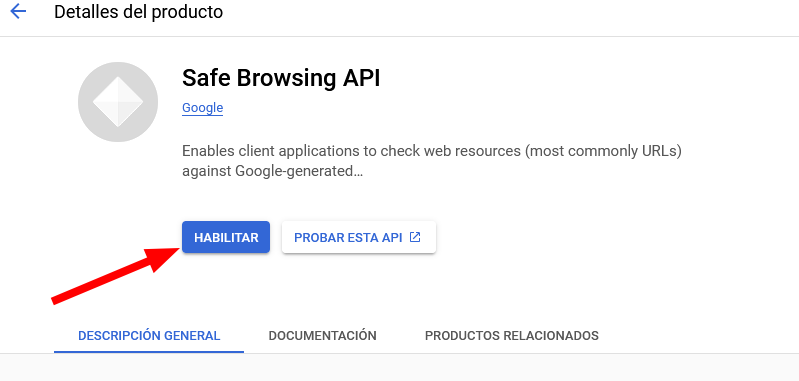 Detalles del producto
Safe Browsing API
Google
Enables client applications to check web resources (most commonly URLs)
against Google-generated…
HABILITAR
PROBAR ESTA API
DESCRIPCIÓN GENERAL
DOCUMENTACIÓN
PRODUCTOS RELACIONADOS